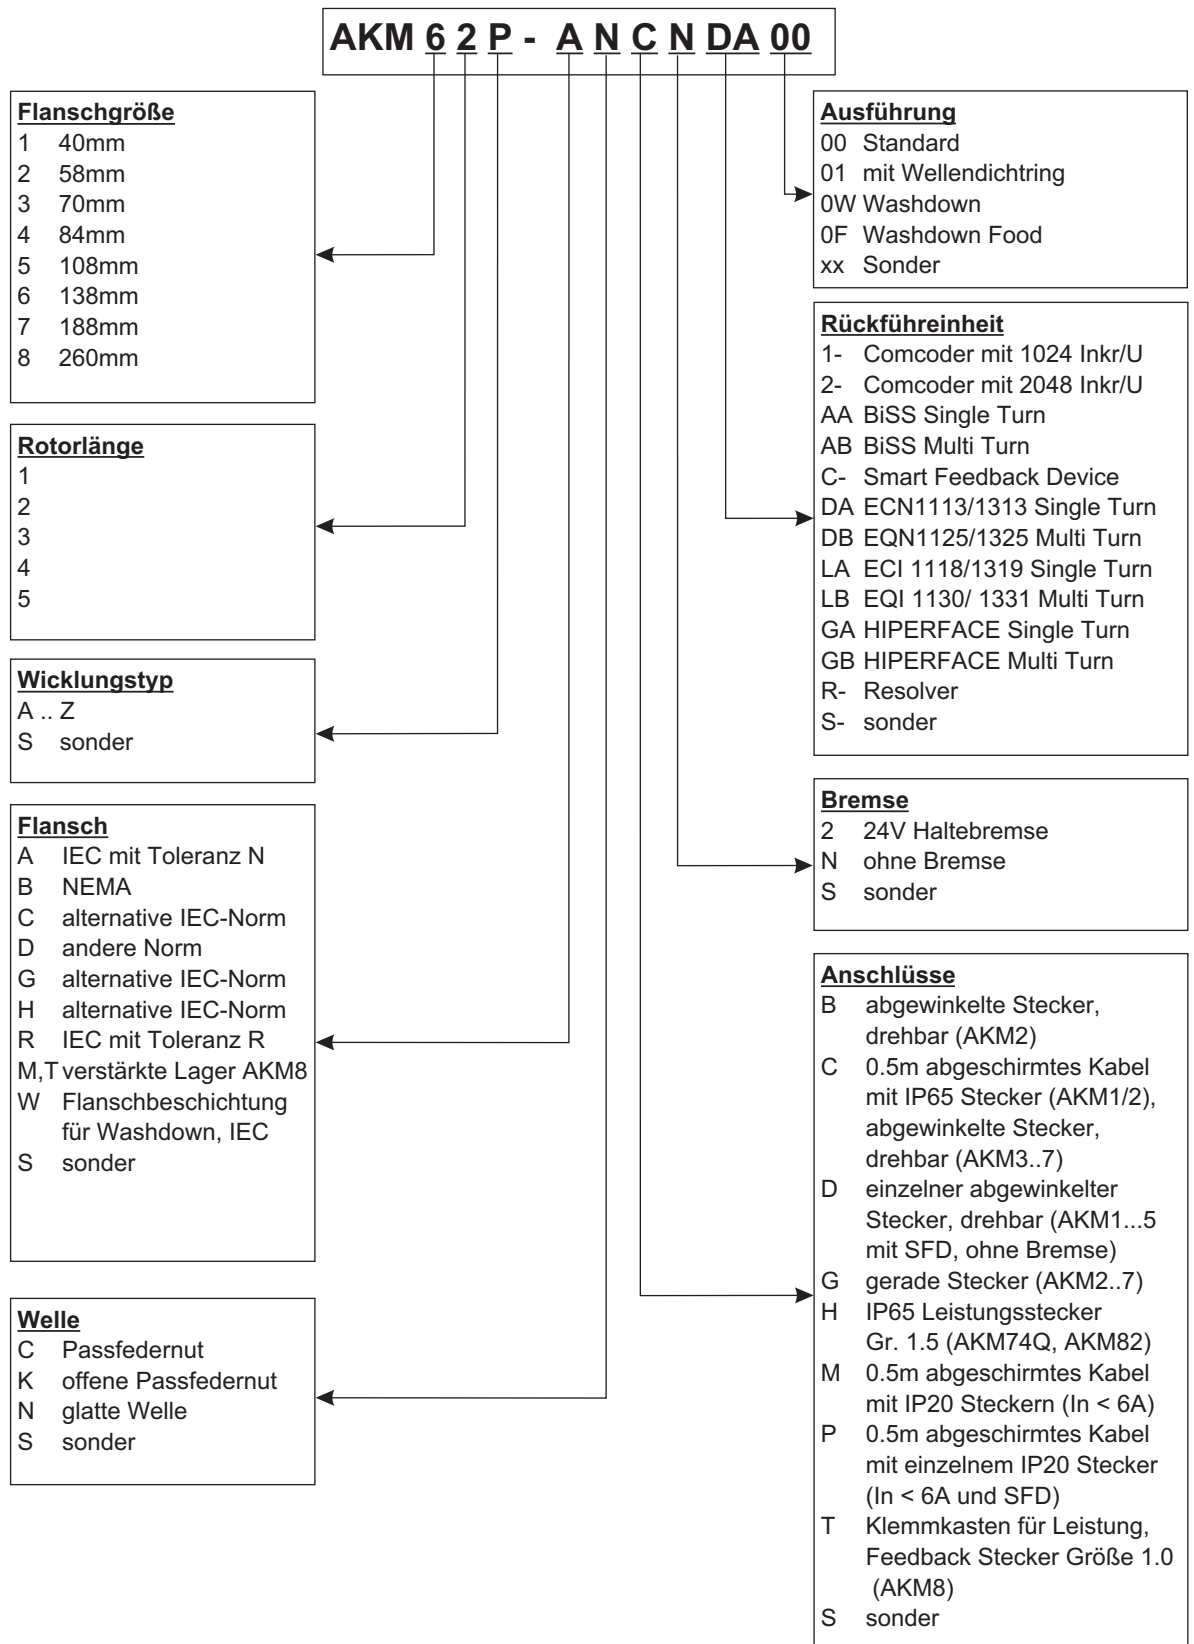 AKM 6 2 P - A N C N DA 00
Flanschgröße
1 40mm
2 58mm
3 70mm
4 84mm
5 108mm
6 138mm
7 188mm
8 260mm
Rotorlänge
1
2
3
4
5
Wicklungstyp
A .. Z
S sonder
Flansch
A IEC mit Toleranz N
B NEMA
C alternative IEC-Norm
D andere Norm
G alternative IEC-Norm
H alternative IEC-Norm
R IEC mit Toleranz R
M,T verstärkte Lager AKM8
W Flanschbeschichtung
für Washdown, IEC
S sonder
Welle
C Passfedernut
K offene Passfedernut
N glatte Welle
S sonder
Ausführung
00 Standard
01 mit Wellendichtring
0W Washdown
0F Washdown Food
xx Sonder
Rückführeinheit
1- Comcoder mit 1024 Inkr/U
2- Comcoder mit 2048 Inkr/U
AA BiSS Single Turn
AB BiSS Multi Turn
C- Smart Feedback Device
DA ECN1113/1313 Single Turn
DB EQN1125/1325 Multi Turn
LA ECI 1118/1319 Single Turn
LB EQI 1130/ 1331 Multi Turn
GA HIPERFACE Single Turn
GB HIPERFACE Multi Turn
R- Resolver
S- sonder
Bremse
2 24V Haltebremse
N ohne Bremse
S sonder
Anschlüsse
B abgewinkelte Stecker,
drehbar (AKM2)
C 0.5m abgeschirmtes Kabel
mit IP65 Stecker (AKM1/2),
abgewinkelte Stecker,
drehbar (AKM3..7)
D einzelner abgewinkelter
Stecker, drehbar (AKM1...5
mit SFD, ohne Bremse)
G gerade Stecker (AKM2..7)
H IP65 Leistungsstecker
Gr. 1.5 (AKM74Q, AKM82)
M 0.5m abgeschirmtes Kabel
mit IP20 Steckern (In < 6A)
P 0.5m abgeschirmtes Kabel
mit einzelnem IP20 Stecker
(In < 6A und SFD)
T Klemmkasten für Leistung,
Feedback Stecker Größe 1.0
(AKM8)
S sonder